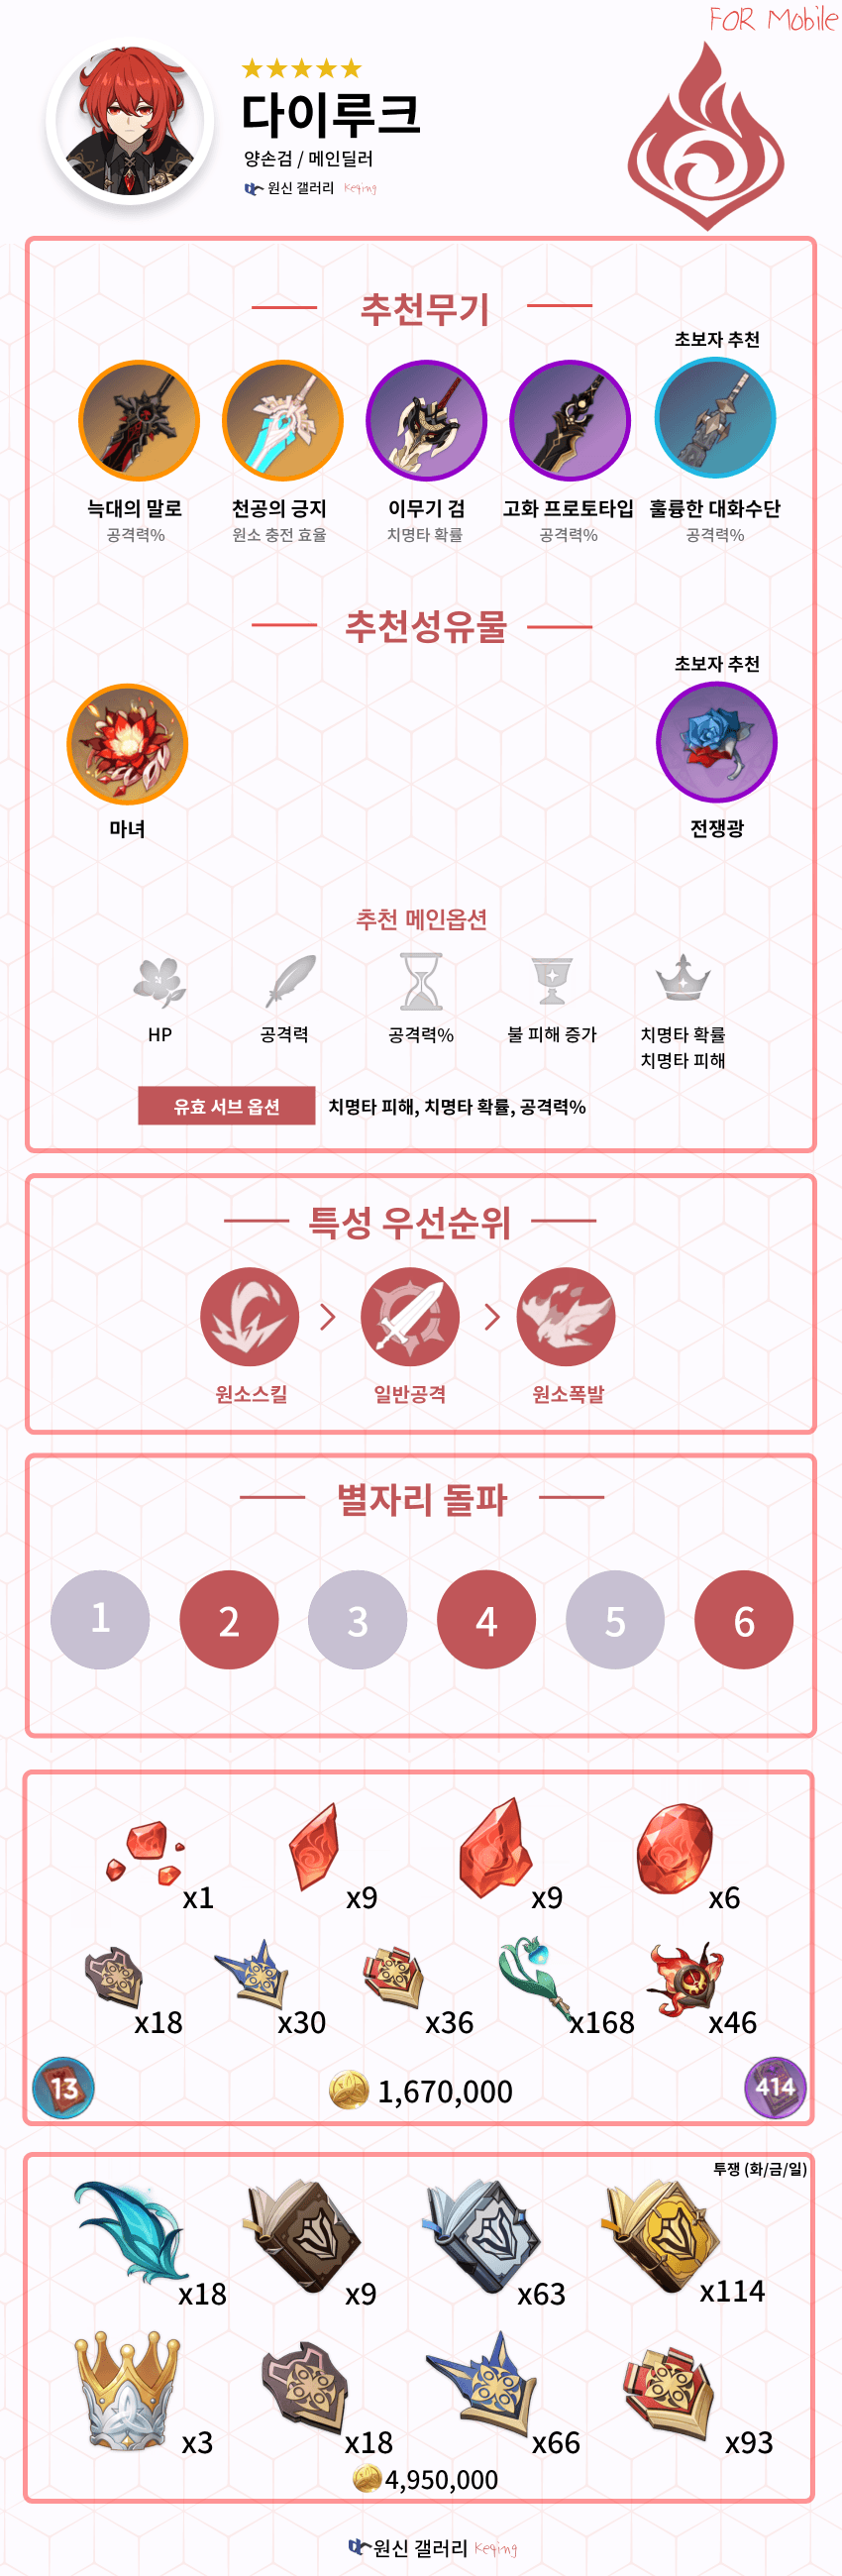 FOR Mobile
다이루크
양손검 / 메인딜러
원신 갤러리 Keqing
추천무기
초보자 추천
늑대의 말로 천공의 긍지 이무기 검 고화 프로토타입 훌륭한 대화수단
공격력% 원소 충전 효율 치명타 확률 공격력% 공격력%
추천성유물
초보자 추천
마녀 전쟁광
추천 메인옵션
HP 공격력 공격력% 불 피해 증가 치명타 확률
치명타 피해
유효 서브 옵션 치명타 피해, 치명타 확률, 공격력%
특성 우선순위
> >
원소스킬 일반공격 원소폭발
별자리 돌파
1 2 3 4 5 6
x1 x9 x9 x6
x18 x30 x36 x168 x46
13 1,670,000 414
투쟁 (화/금/일)
x18 x9 x63 x114
x3 x18 x66 x93
4,950,000
원신 갤러리 Keqing